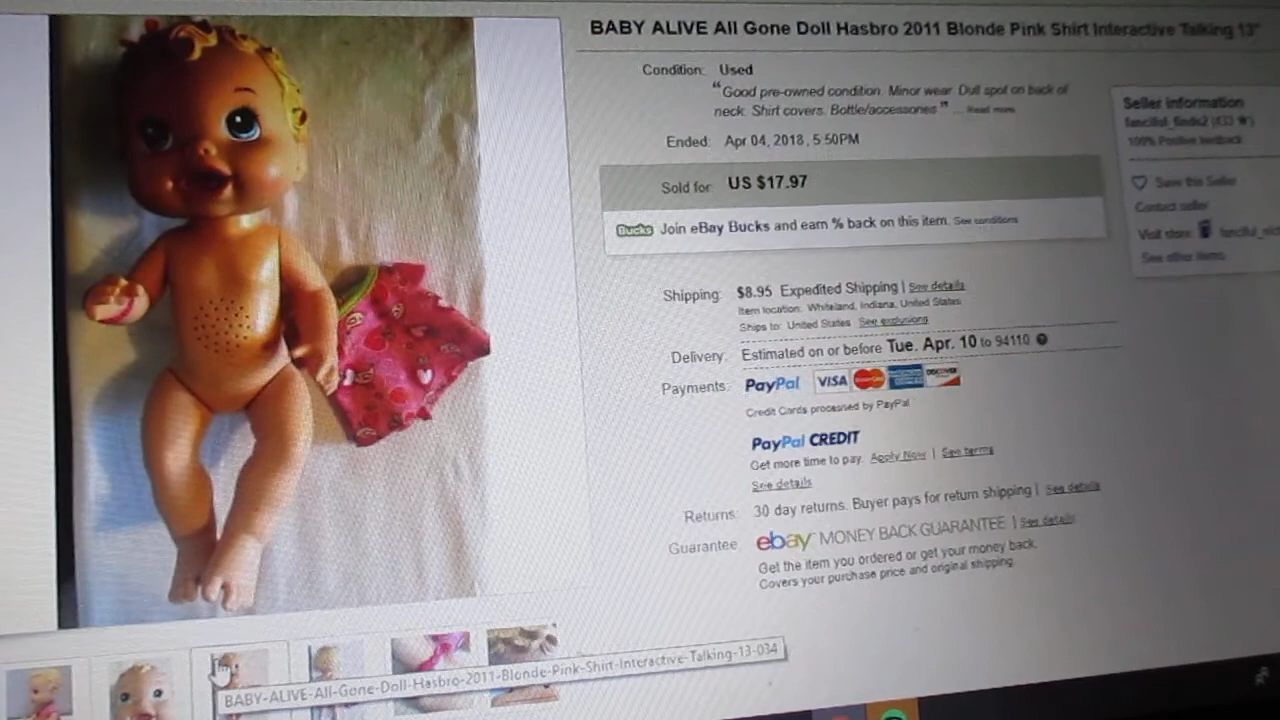 BABY ALIVE All Gone Doll Hasbro 2011 Blonde Pink Shirt Interactive Talking 13"
Condition: Used
"Good pre-owned condition. Minor wear. Dull spot on back of
neck. Shirt covers. Bottle/accessories" ... Read more
Ended: Apr 04, 2018, 5:50PM
Sold for: US $17.97
Bucks Join eBay Bucks and earn % back on this item. See conditions
Shipping: $8.95 Expedited Shipping | See details
Item location: Whiteland, Indiana, United States
Ships to: United States See exclusions
Delivery: Estimated on or before Tue. Apr. 10 to 94110
Payments: PayPal VISA MasterCard DISCOVER
Credit Cards processed by PayPal
PayPal CREDIT
Get more time to pay. Apply Now | See terms
See details
Returns: 30 day returns. Buyer pays for return shipping | See details
Guarantee: ebay MONEY BACK GUARANTEE | See details
Get the item you ordered or get your money back.
Covers your purchase price and original shipping.
Seller information
fanciful_finds2 (433
100% Positive feedback
Save this Seller
Contact seller
Visit store:
See other items
BABY-ALIVE-All-Gone-Doll-Hasbro-2011-Blonde-Pink-Shirt-Interactive-Talking-13-034